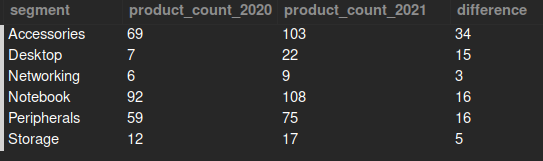 segment product_count_2020 product_count_2021 difference
Accessories 69 103 34
Desktop 7 22 15
Networking 6 9 3
Notebook 92 108 16
Peripherals 59 75 16
Storage 12 17 5